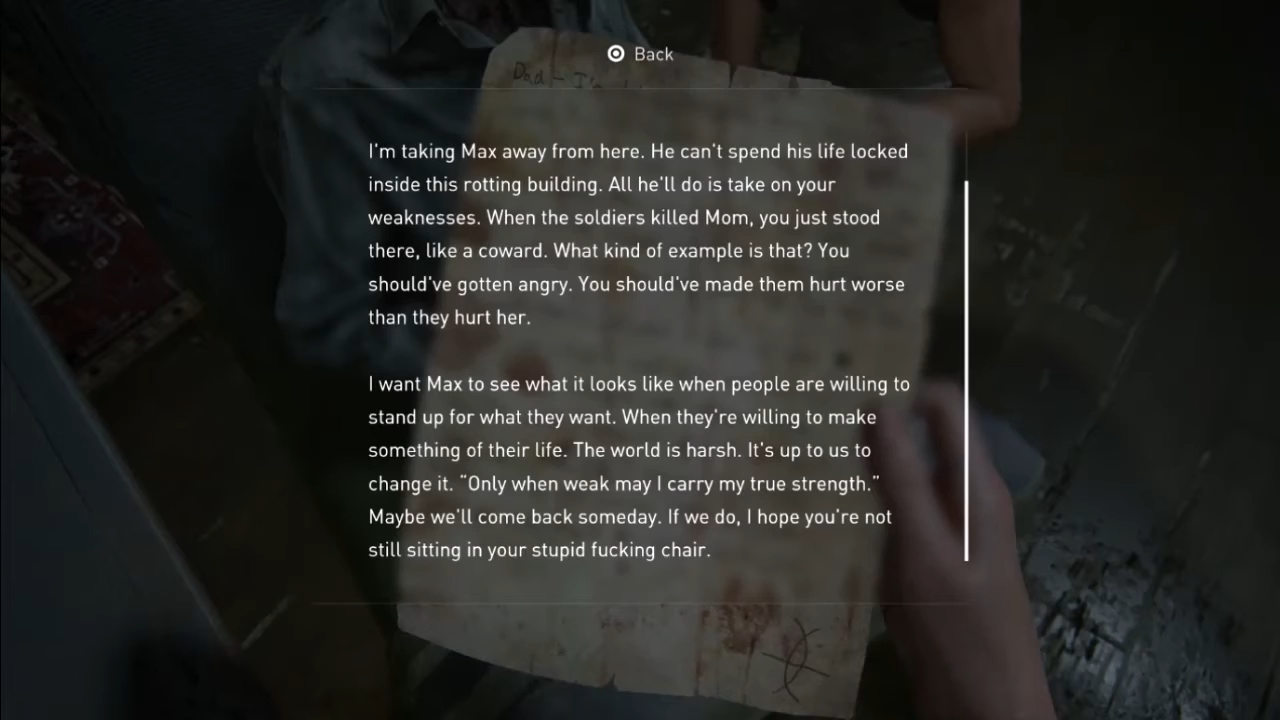 Back
Dad - I'm
I'm taking Max away from here. He can't spend his life locked
inside this rotting building. All he'll do is take on your
weaknesses. When the soldiers killed Mom, you just stood
there, like a coward. What kind of example is that? You
should've gotten angry. You should've made them hurt worse
than they hurt her.
I want Max to see what it looks like when people are willing to
stand up for what they want. When they're willing to make
something of their life. The world is harsh. It's up to us to
change it. “Only when weak may I carry my true strength.”
Maybe we'll come back someday. If we do, I hope you're not
still sitting in your stupid fucking chair.